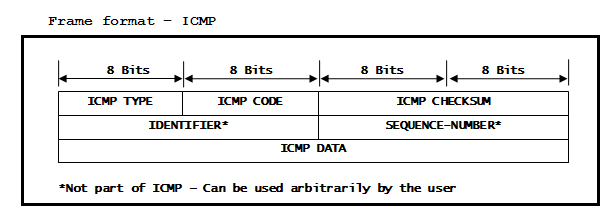 Frame format - ICMP
8 Bits 8 Bits 8 Bits 8 Bits
ICMP TYPE ICMP CODE ICMP CHECKSUM
IDENTIFIER* SEQUENCE-NUMBER*
ICMP DATA
*Not part of ICMP - Can be used arbitrarily by the user